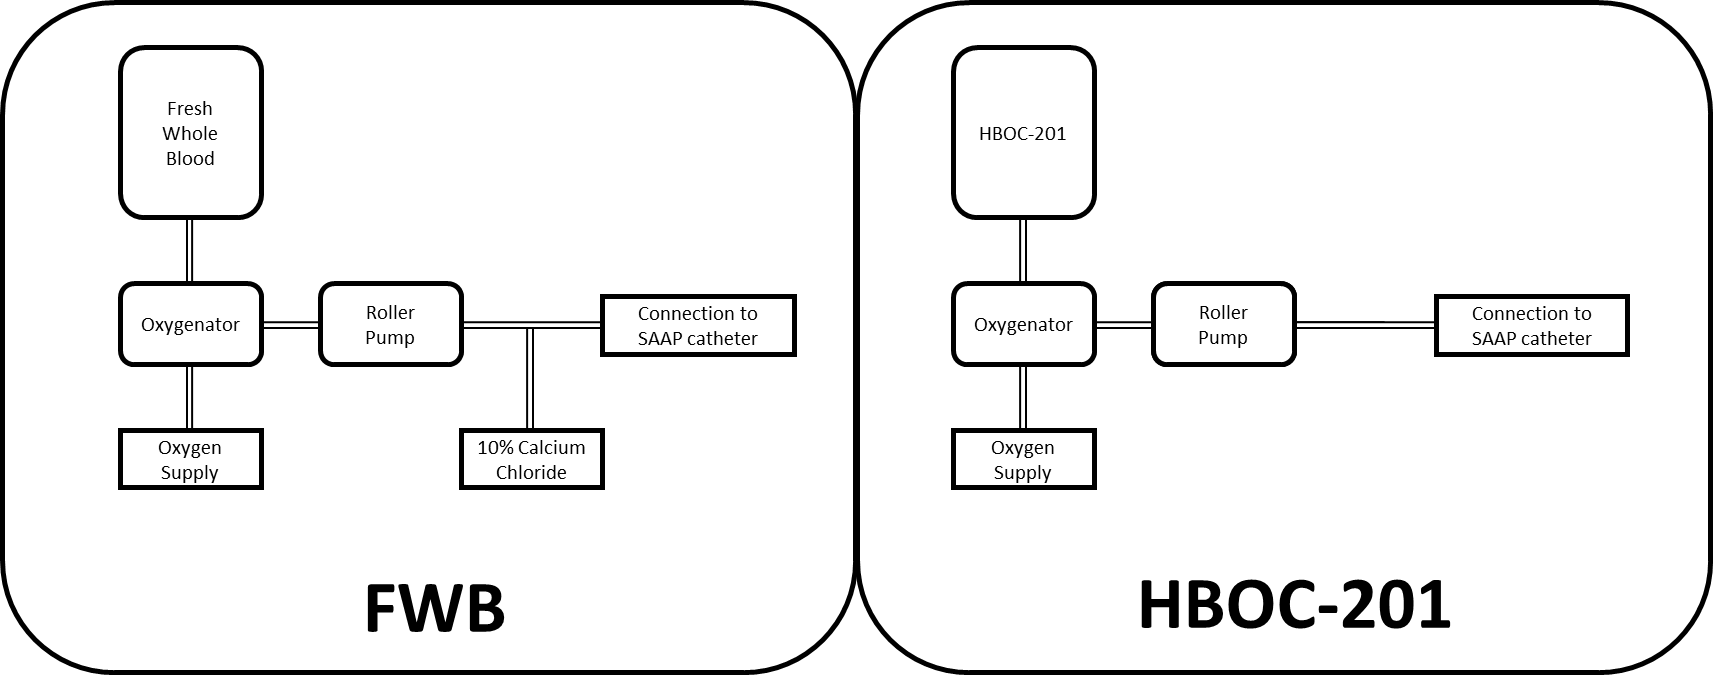 Fresh
Whole
Blood
Oxygenator
Roller
Pump
Connection to
SAAP catheter
Oxygen
Supply
10% Calcium
Chloride
FWB
HBOC-201
Oxygenator
Roller
Pump
Connection to
SAAP catheter
Oxygen
Supply
HBOC-201